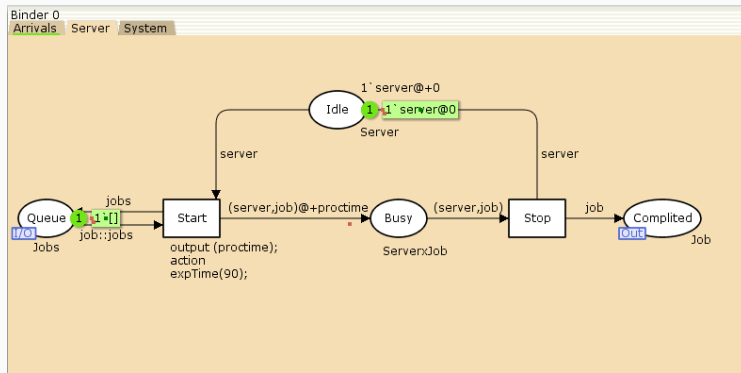 Binder 0
Arrivals Server System
1`server@+0
Idle 1 1`server@0
Server
server server
jobs
Queue 1 1`[]
job::jobs
I/O
Jobs
Start
output (proctime);
action
expTime(90);
(server,job)@+proctime
Busy
ServerxJob
(server,job)
Stop
job
Complited
Out
Job